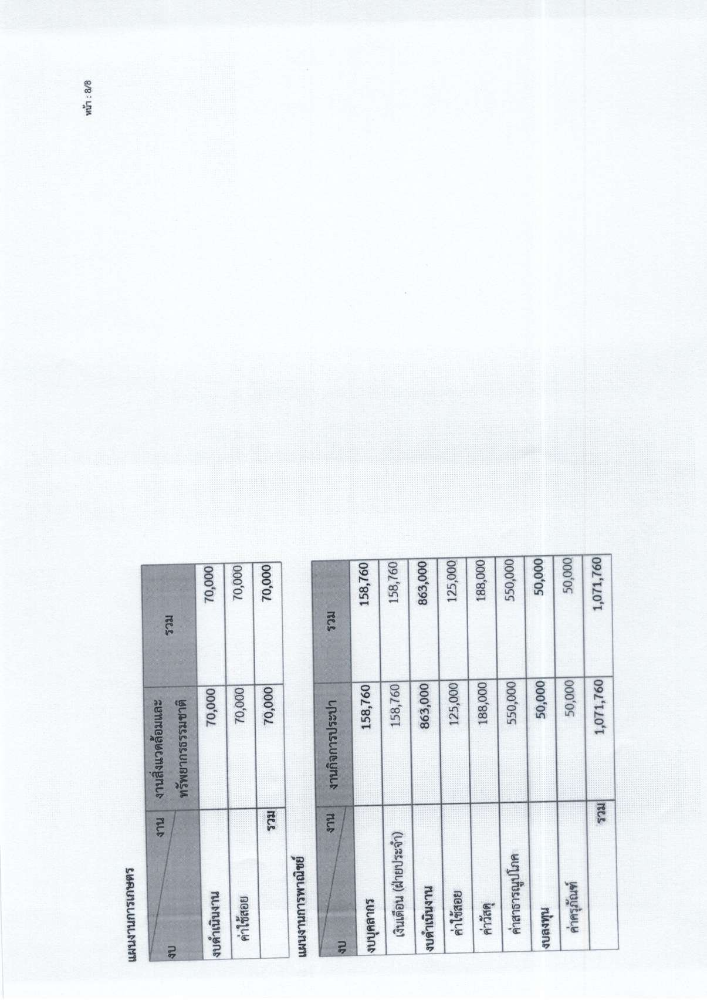 หน้า : 8/8
แผนงานการเกษตร
งบ งาน งานสิ่งแวดล้อมและ รวม
ทรัพยากรธรรมชาติ
งบดำเนินงาน 70,000 70,000
ค่าใช้สอย 70,000 70,000
รวม 70,000 70,000
แผนงานการพาณิชย์
งบ งาน งานกิจการประปา รวม
งบบุคลากร 158,760 158,760
เงินเดือน (ฝ่ายประจำ) 158,760 158,760
งบดำเนินงาน 863,000 863,000
ค่าใช้สอย 125,000 125,000
ค่าวัสดุ 188,000 188,000
ค่าสาธารณูปโภค 550,000 550,000
งบลงทุน 50,000 50,000
ค่าครุภัณฑ์ 50,000 50,000
รวม 1,071,760 1,071,760